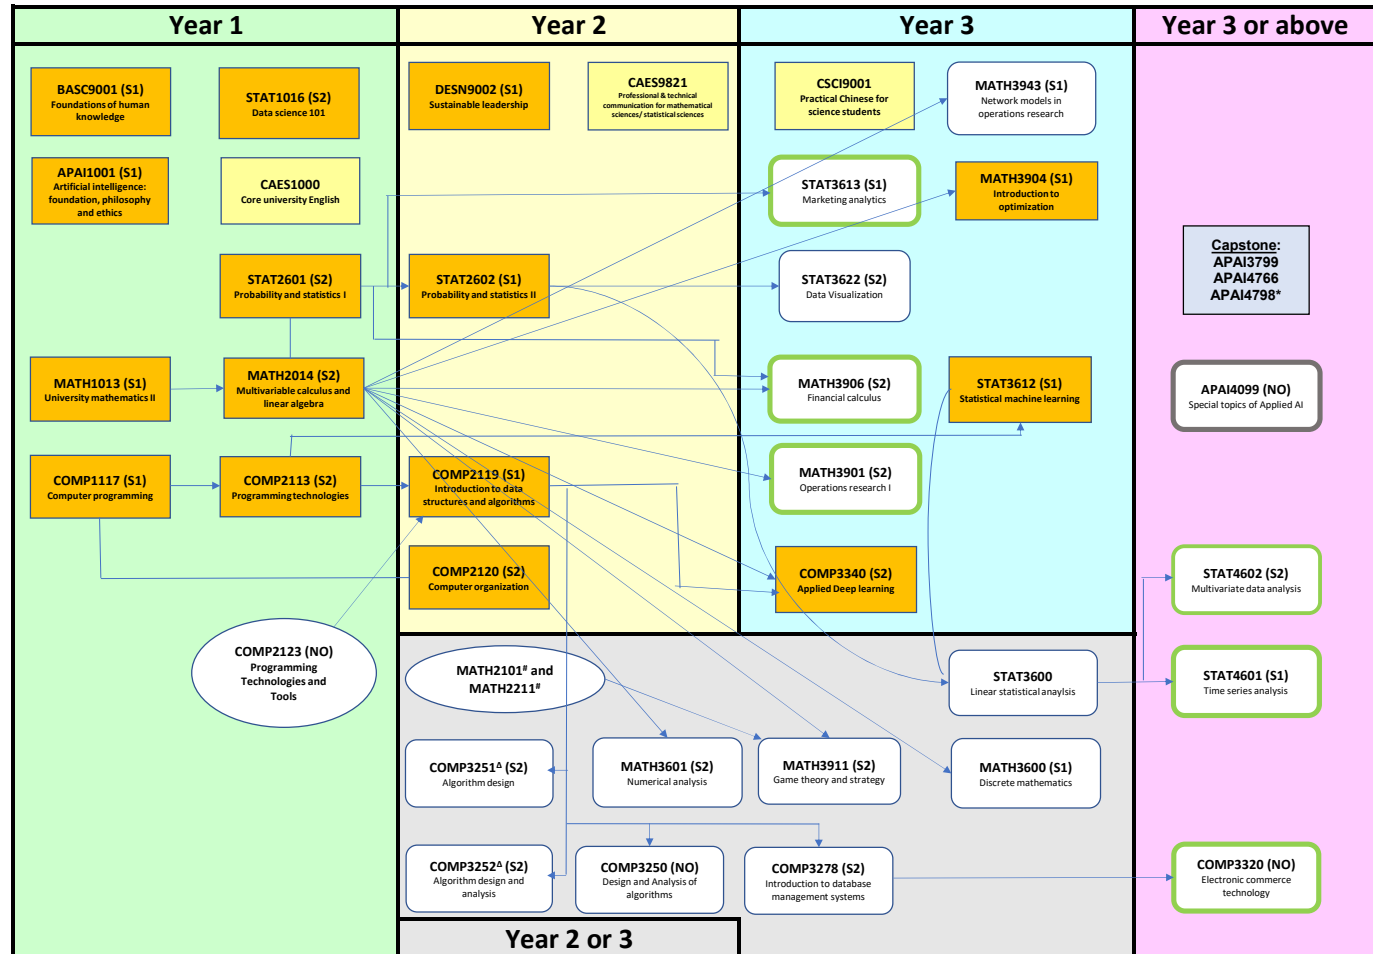 Year 1
Year 2
Year 3
Year 3 or above
BASC9001 (S1)
Foundations of human
knowledge
STAT1016 (S2)
Data science 101
DESN9002 (S1)
Sustainable leadership
CAES9821
Professional & technical
communication for mathematical
sciences/ statistical sciences
CSCI9001
Practical Chinese for
science students
MATH3943 (S1)
Network models in
operations research
APAI1001 (S1)
Artificial intelligence:
foundation, philosophy
and ethics
CAES1000
Core university English
STAT3613 (S1)
Marketing analytics
MATH3904 (S1)
Introduction to
optimization
STAT2601 (S2)
Probability and statistics I
STAT2602 (S1)
Probability and statistics II
STAT3622 (S2)
Data Visualization
Capstone:
APAI3799
APAI4766
APAI4798*
MATH1013 (S1)
University mathematics II
MATH2014 (S2)
Multivariable calculus and
linear algebra
MATH3906 (S2)
Financial calculus
STAT3612 (S1)
Statistical machine learning
APAI4099 (NO)
Special topics of Applied AI
COMP1117 (S1)
Computer programming
COMP2113 (S2)
Programming technologies
COMP2119 (S1)
Introduction to data
structures and algorithms
MATH3901 (S2)
Operations research I
COMP2120 (S2)
Computer organization
COMP3340 (S2)
Applied Deep learning
STAT4602 (S2)
Multivariate data analysis
COMP2123 (NO)
Programming
Technologies and
Tools
MATH2101# and
MATH2211#
STAT3600
Linear statistical anaylsis
STAT4601 (S1)
Time series analysis
COMP3251Δ (S2)
Algorithm design
MATH3601 (S2)
Numerical analysis
MATH3911 (S2)
Game theory and strategy
MATH3600 (S1)
Discrete mathematics
COMP3252Δ (S2)
Algorithm design and
analysis
COMP3250 (NO)
Design and Analysis of
algorithms
COMP3278 (S2)
Introduction to database
management systems
COMP3320 (NO)
Electronic commerce
technology
Year 2 or 3